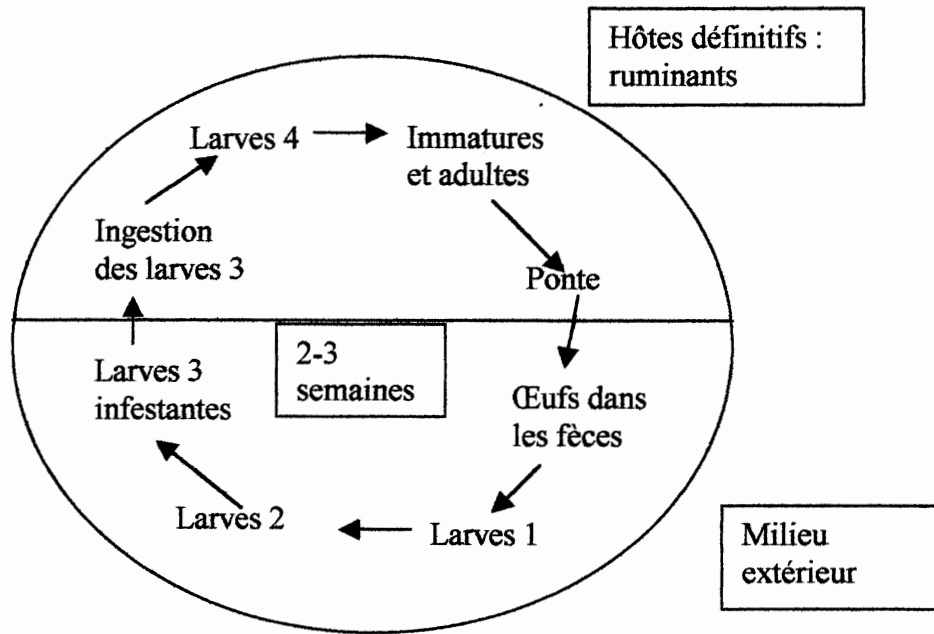 Hôtes définitifs :
ruminants
Larves 4
Immatures
et adultes
Ingestion
des larves 3
Ponte
2-3
semaines
Larves 3
infestantes
Œufs dans
les fèces
Larves 2
Larves 1
Milieu
extérieur